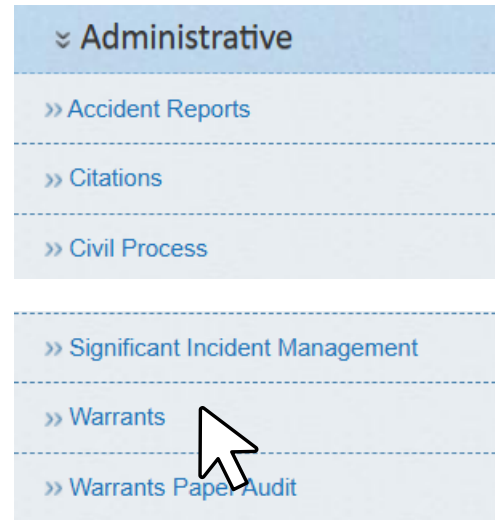 Administrative
Accident Reports
Citations
Civil Process
Significant Incident Management
Warrants
Warrants Paper Audit